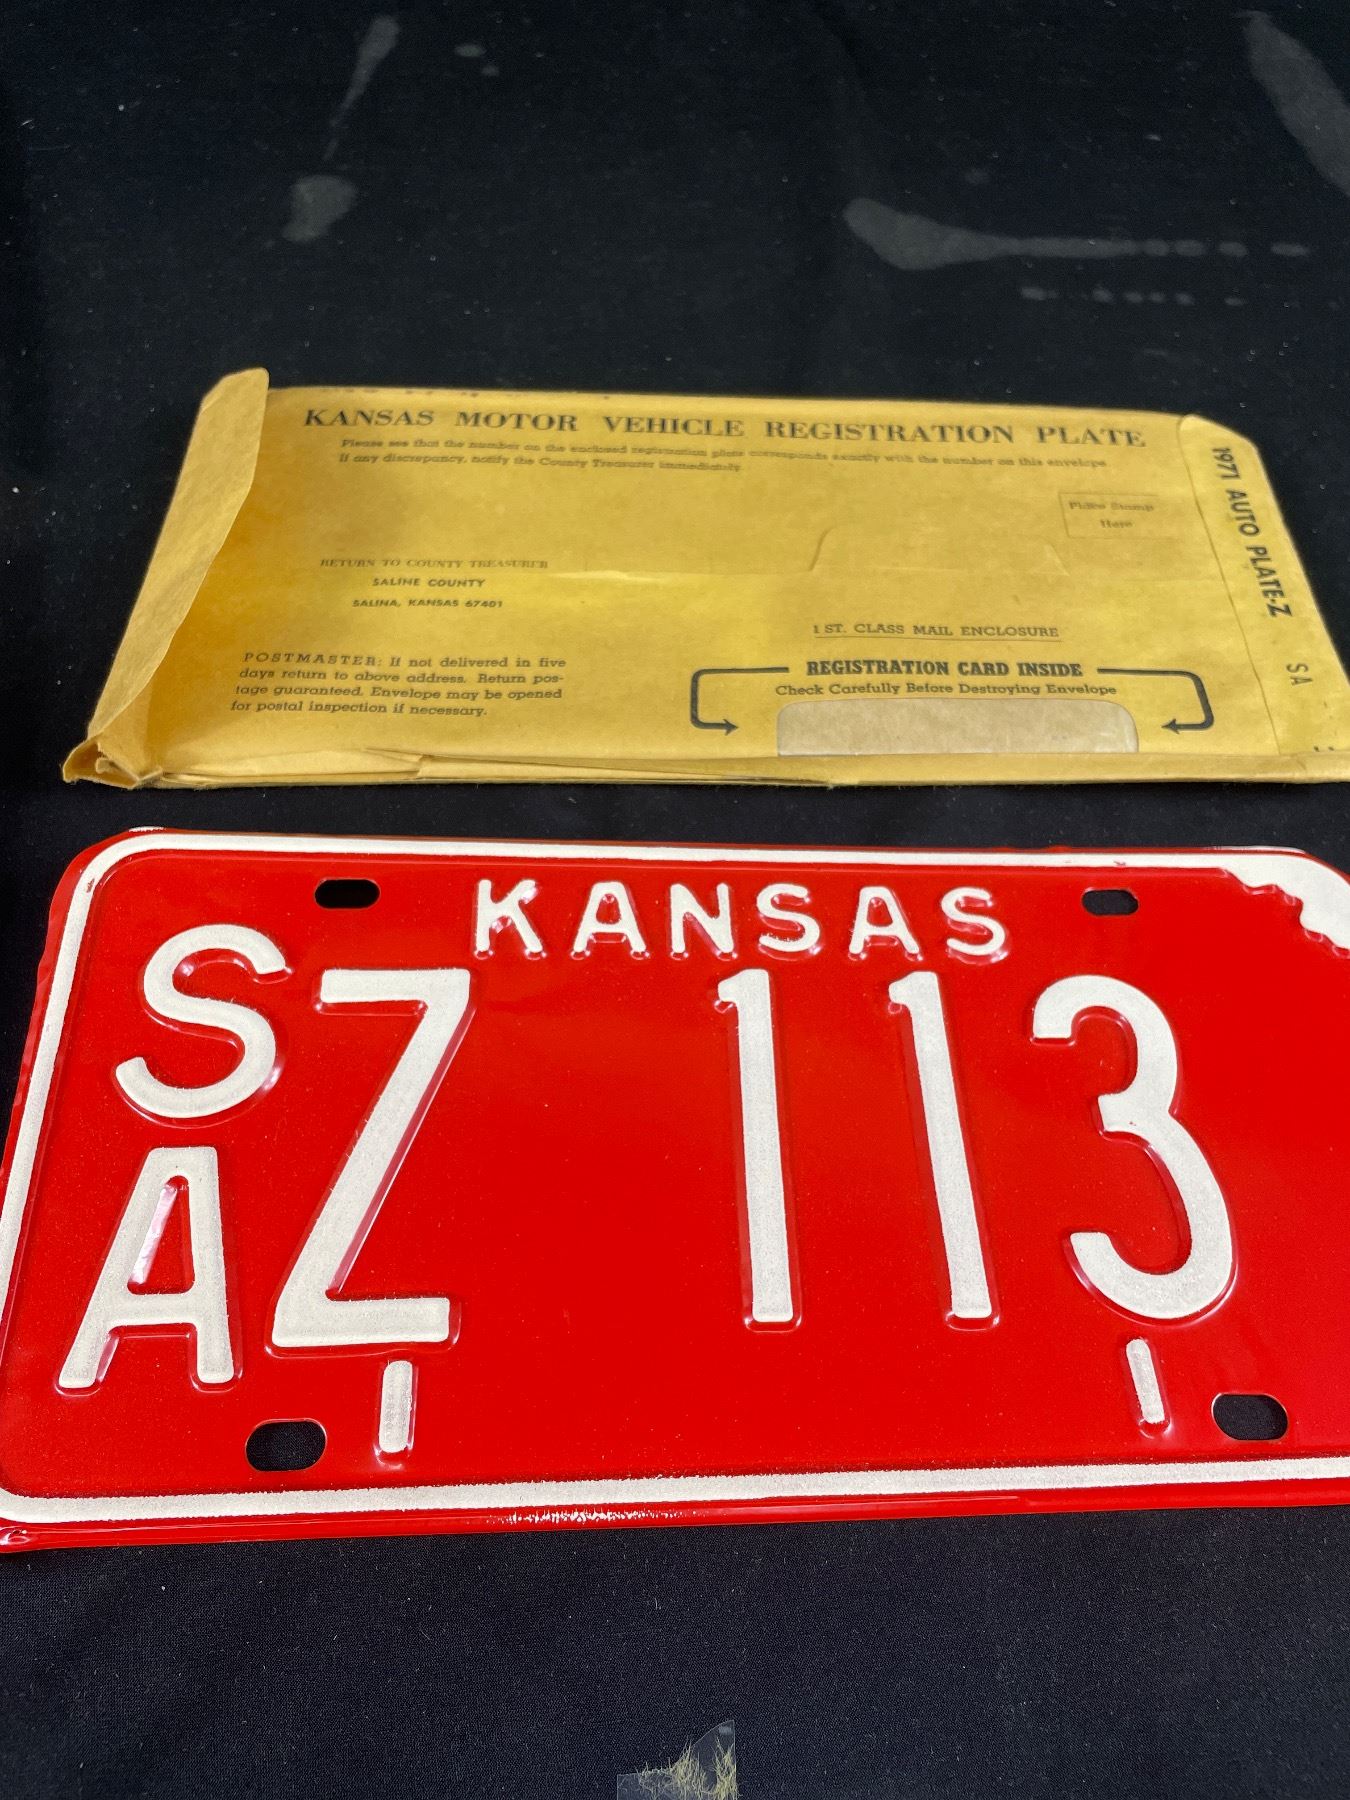 KANSAS MOTOR VEHICLE REGISTRATION PLATE
Please see that the number on the enclosed registration plate corresponds exactly with the number on this envelope.
If any discrepancy, notify the County Treasurer immediately.
Place Stamp
Here
RETURN TO COUNTY TREASURER
SALINE COUNTY
SALINA, KANSAS 67401
1 ST. CLASS MAIL ENCLOSURE
POSTMASTER: If not delivered in five
days return to above address. Return pos-
tage guaranteed. Envelope may be opened
for postal inspection if necessary.
REGISTRATION CARD INSIDE
Check Carefully Before Destroying Envelope
1971 AUTO PLATE-Z SA
KANSAS
SA Z 113